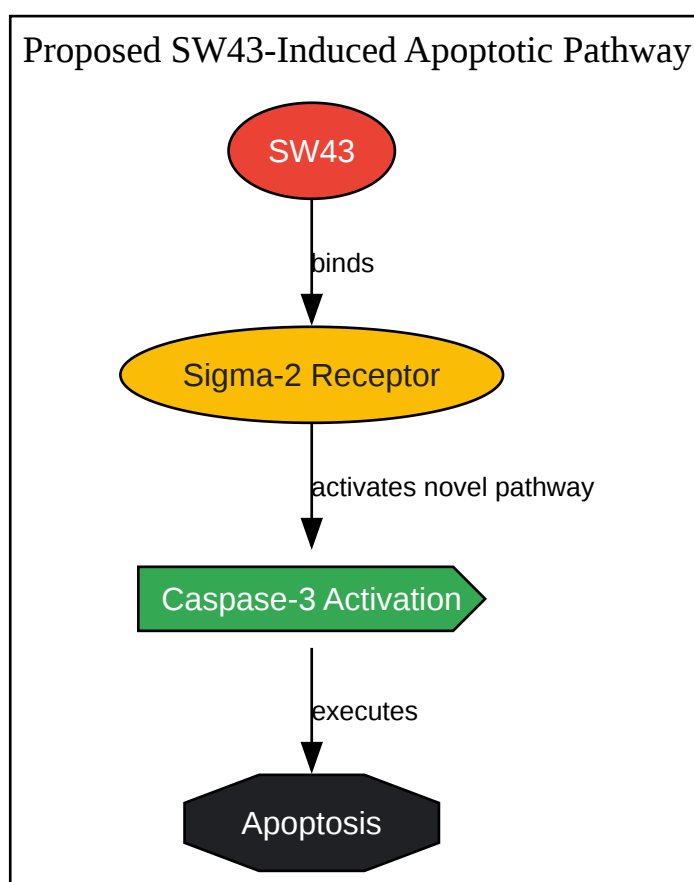 Proposed SW43-Induced Apoptotic Pathway
SW43
binds
Sigma-2 Receptor
activates novel pathway
Caspase-3 Activation
executes
Apoptosis